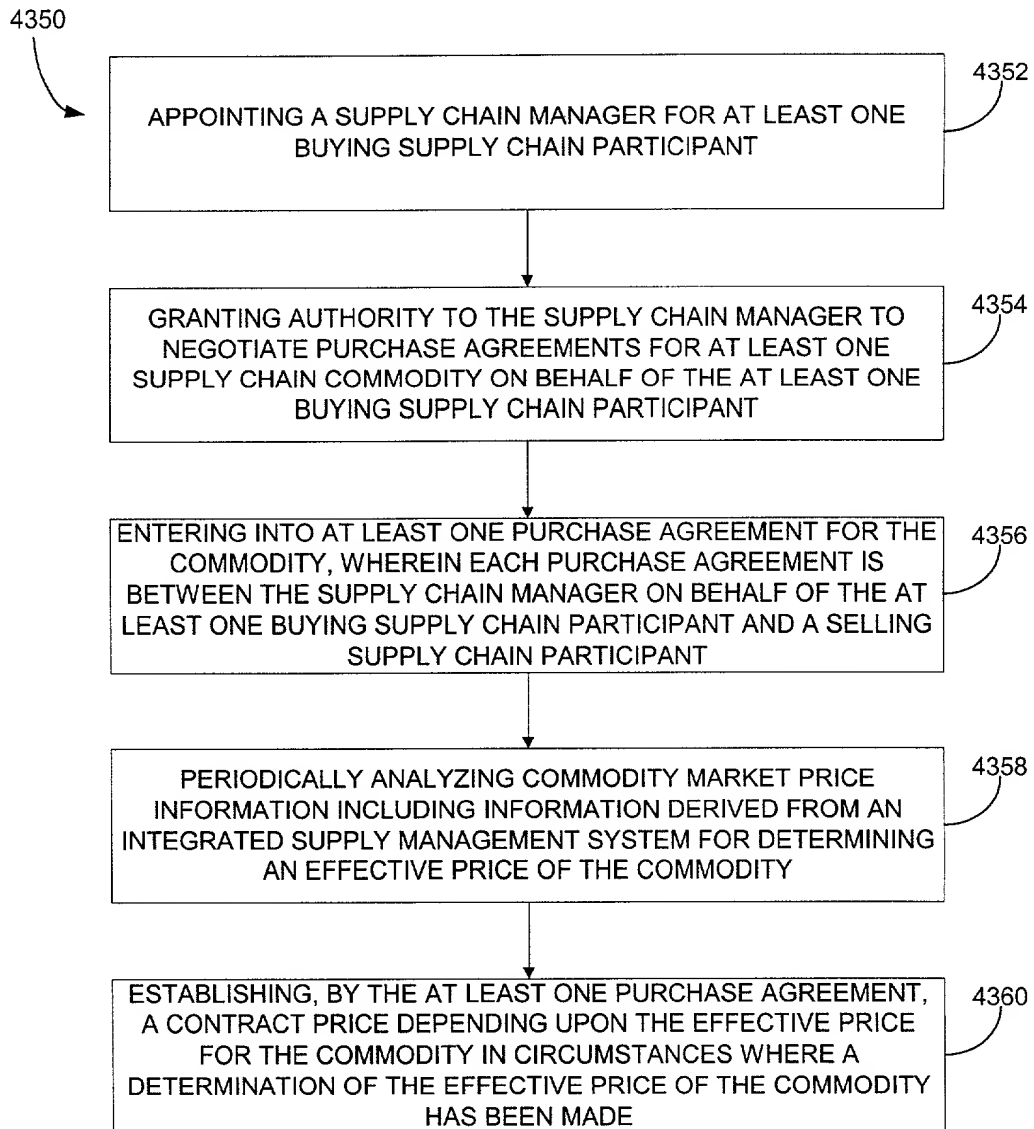 4350
4352
APPOINTING A SUPPLY CHAIN MANAGER FOR AT LEAST ONE
BUYING SUPPLY CHAIN PARTICIPANT
4354
GRANTING AUTHORITY TO THE SUPPLY CHAIN MANAGER TO
NEGOTIATE PURCHASE AGREEMENTS FOR AT LEAST ONE
SUPPLY CHAIN COMMODITY ON BEHALF OF THE AT LEAST ONE
BUYING SUPPLY CHAIN PARTICIPANT
4356
ENTERING INTO AT LEAST ONE PURCHASE AGREEMENT FOR THE
COMMODITY, WHEREIN EACH PURCHASE AGREEMENT IS
BETWEEN THE SUPPLY CHAIN MANAGER ON BEHALF OF THE AT
LEAST ONE BUYING SUPPLY CHAIN PARTICIPANT AND A SELLING
SUPPLY CHAIN PARTICIPANT
4358
PERIODICALLY ANALYZING COMMODITY MARKET PRICE
INFORMATION INCLUDING INFORMATION DERIVED FROM AN
INTEGRATED SUPPLY MANAGEMENT SYSTEM FOR DETERMINING
AN EFFECTIVE PRICE OF THE COMMODITY
4360
ESTABLISHING, BY THE AT LEAST ONE PURCHASE AGREEMENT,
A CONTRACT PRICE DEPENDING UPON THE EFFECTIVE PRICE
FOR THE COMMODITY IN CIRCUMSTANCES WHERE A
DETERMINATION OF THE EFFECTIVE PRICE OF THE COMMODITY
HAS BEEN MADE